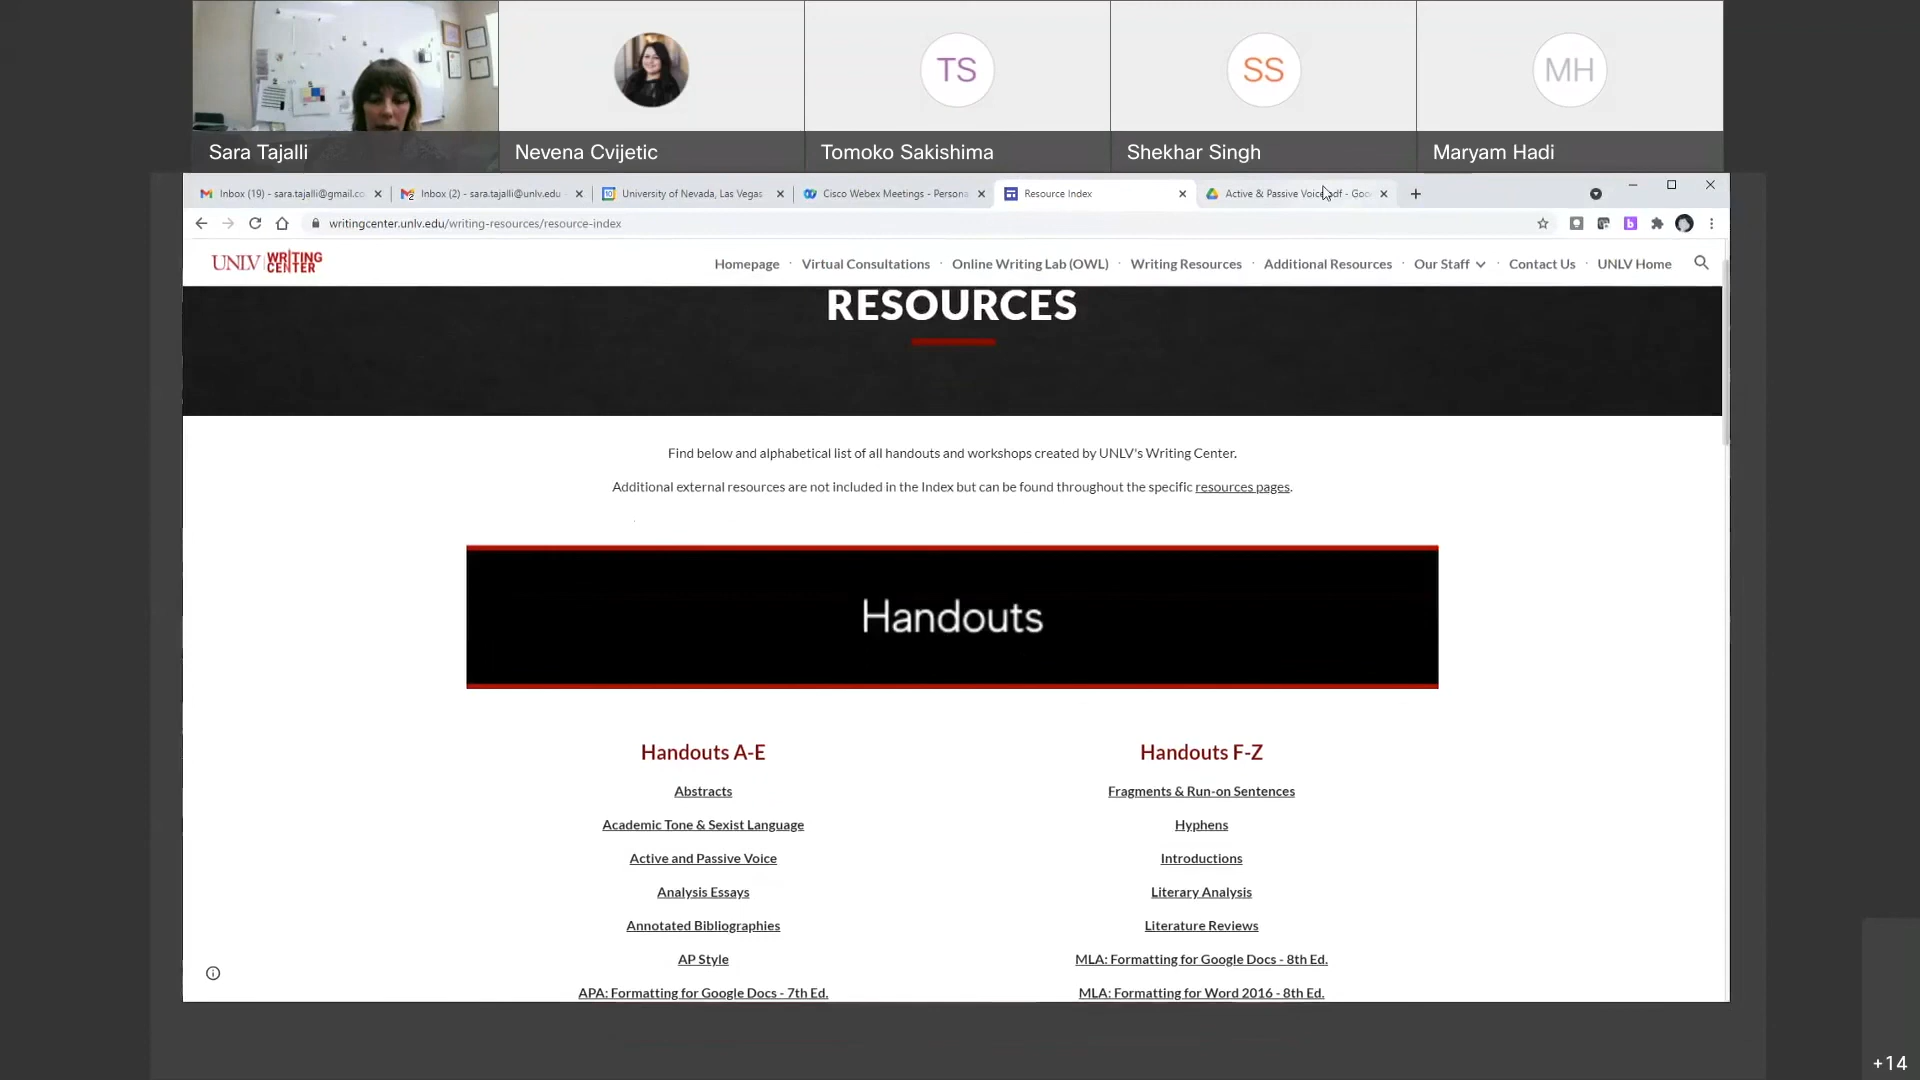 TS
SS
MH
Sara Tajalli
Nevena Cvijetic
Tomoko Sakishima
Shekhar Singh
Maryam Hadi
Inbox (19) - sara.tajalli@gmail.co
Inbox (2) - sara.tajalli@unlv.edu
University of Nevada, Las Vegas
Cisco Webex Meetings - Persona
Resource Index
Active & Passive Voice.pdf - Goo
writingcenter.unlv.edu/writing-resources/resource-index
UNLV WRITING CENTER
Homepage
Virtual Consultations
Online Writing Lab (OWL)
Writing Resources
Additional Resources
Our Staff
Contact Us
UNLV Home
RESOURCES
Find below and alphabetical list of all handouts and workshops created by UNLV's Writing Center.
Additional external resources are not included in the Index but can be found throughout the specific resources pages.
Handouts
Handouts A-E
Abstracts
Academic Tone & Sexist Language
Active and Passive Voice
Analysis Essays
Annotated Bibliographies
AP Style
APA: Formatting for Google Docs - 7th Ed.
Handouts F-Z
Fragments & Run-on Sentences
Hyphens
Introductions
Literary Analysis
Literature Reviews
MLA: Formatting for Google Docs - 8th Ed.
MLA: Formatting for Word 2016 - 8th Ed.
+14